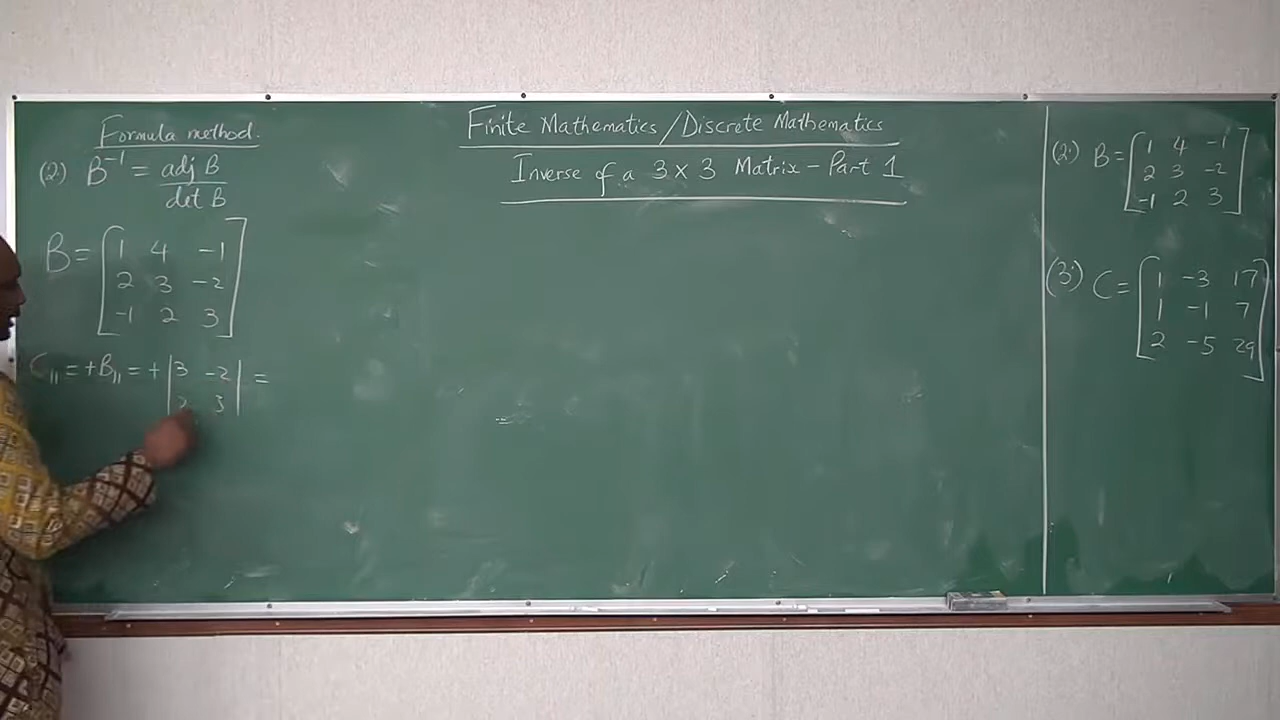 Formula method.
(2.) B⁻¹ = adj B
det B
B = [1 4 -1
2 3 -2
-1 2 3]
C₁₁ = +B₁₁ = + |3 -2| =
|2 3|
Finite Mathematics/Discrete Mathematics
Inverse of a 3 × 3 Matrix - Part 1
(2.) B = [1 4 -1
2 3 -2
-1 2 3]
(3.) C = [1 -3 17
1 -1 7
2 -5 29]